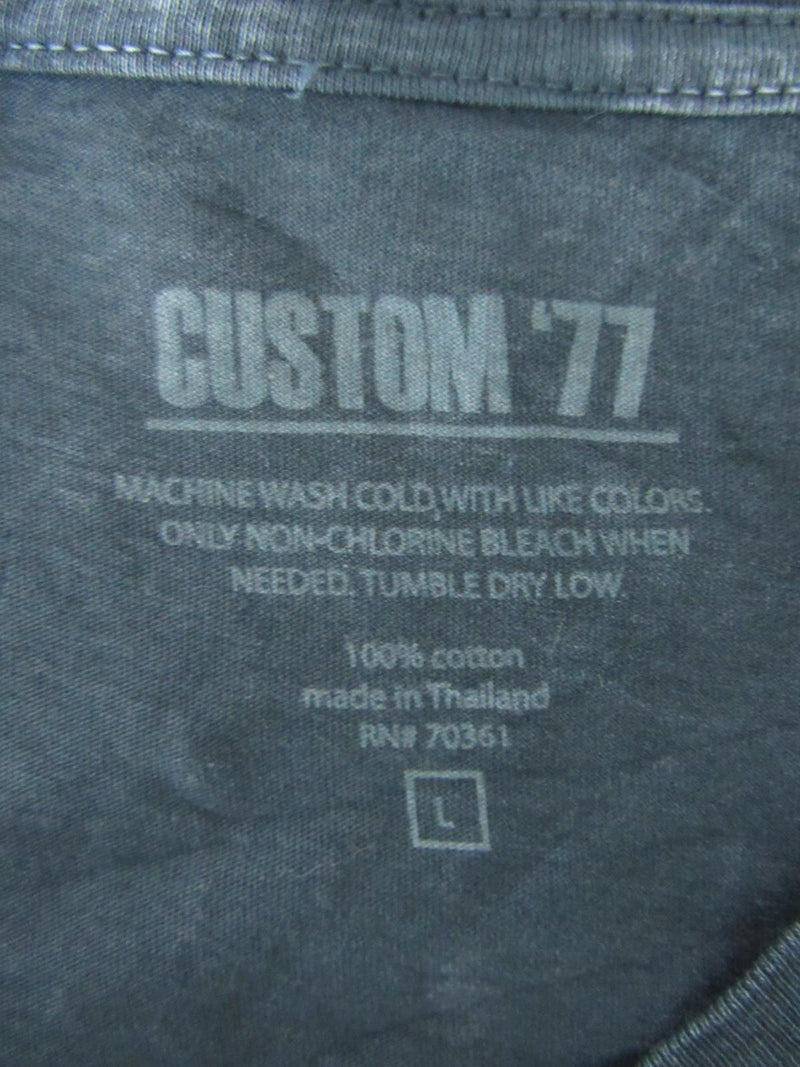 CUSTOM '77
MACHINE WASH COLD, WITH LIKE COLORS.
ONLY NON-CHLORINE BLEACH WHEN
NEEDED. TUMBLE DRY LOW.
100% cotton
made in Thailand
RN# 70361
L